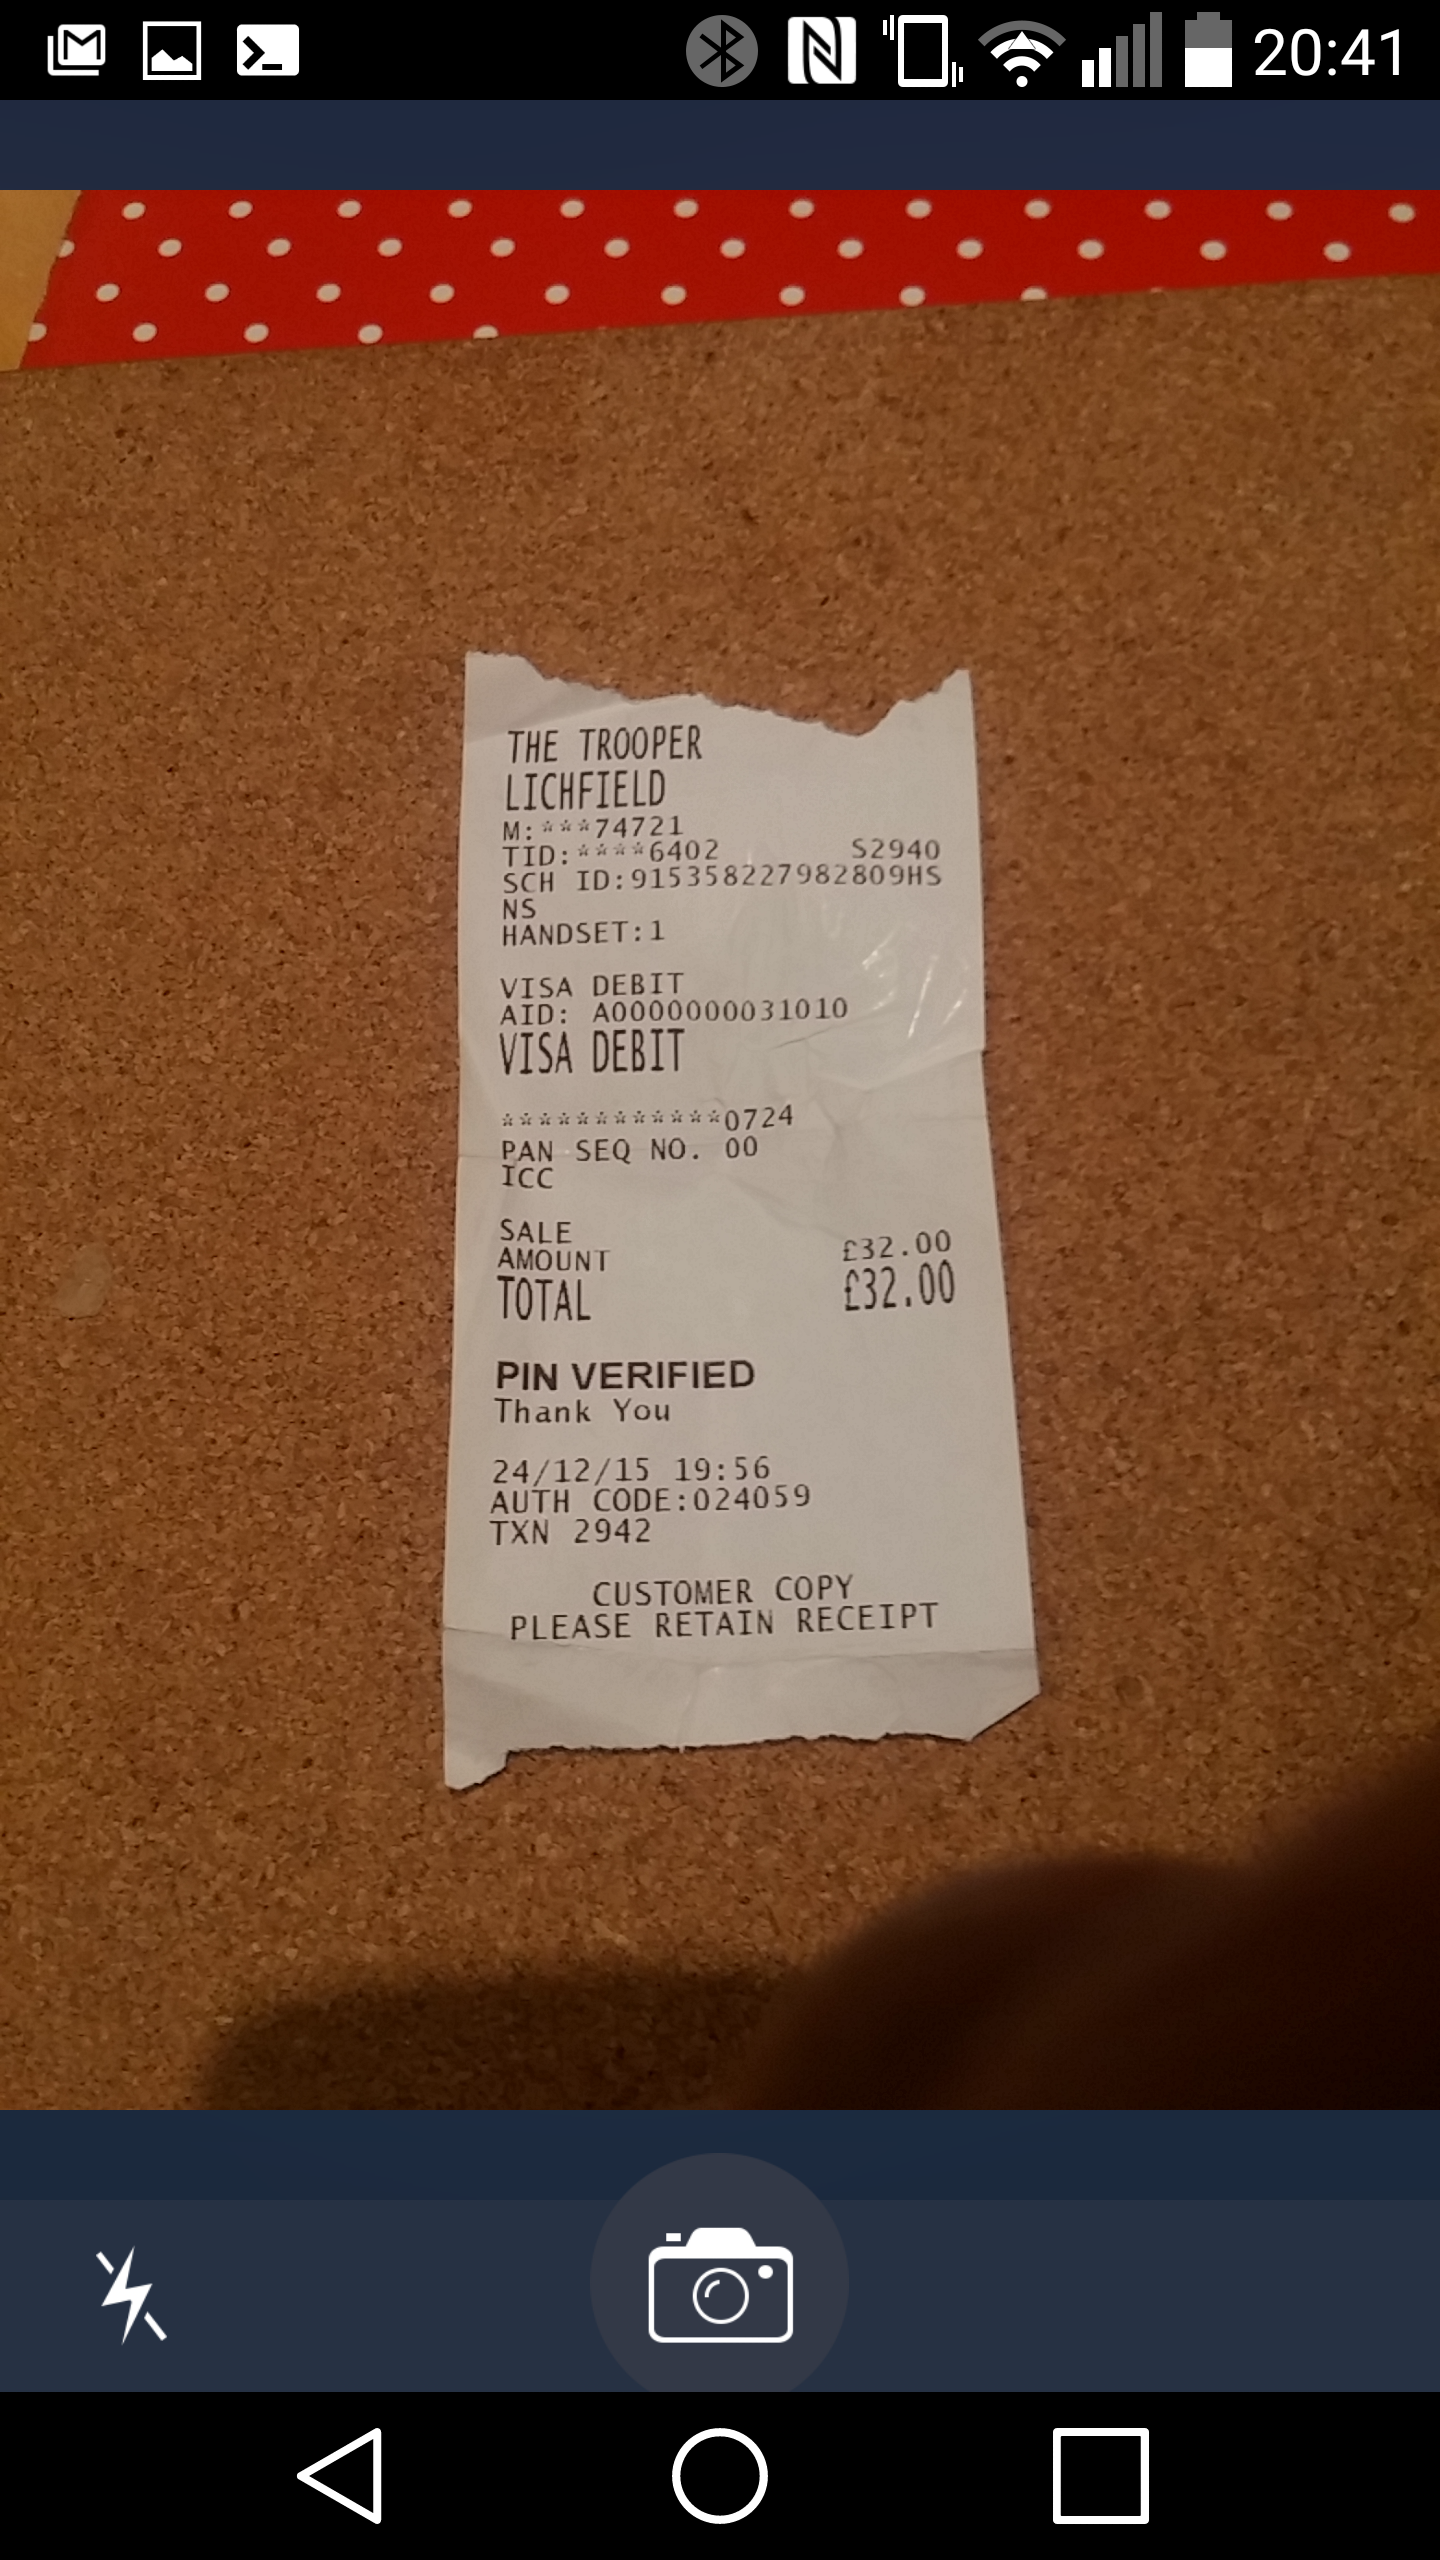 20:41
THE TROOPER
LICHFIELD
M:***74721
TID:****6402 S2940
SCH ID:915358227982809HS
NS
HANDSET:1
VISA DEBIT
AID: A0000000031010
VISA DEBIT
************0724
PAN SEQ NO. 00
ICC
SALE
AMOUNT £32.00
TOTAL £32.00
PIN VERIFIED
Thank You
24/12/15 19:56
AUTH CODE:024059
TXN 2942
CUSTOMER COPY
PLEASE RETAIN RECEIPT